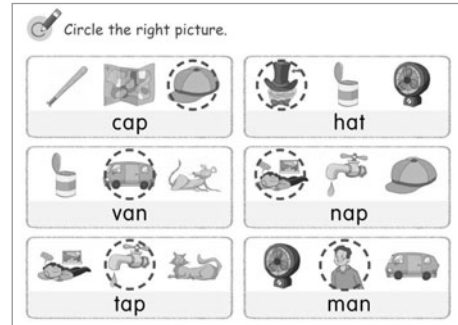 Circle the right picture.
cap
hat
van
nap
tap
man